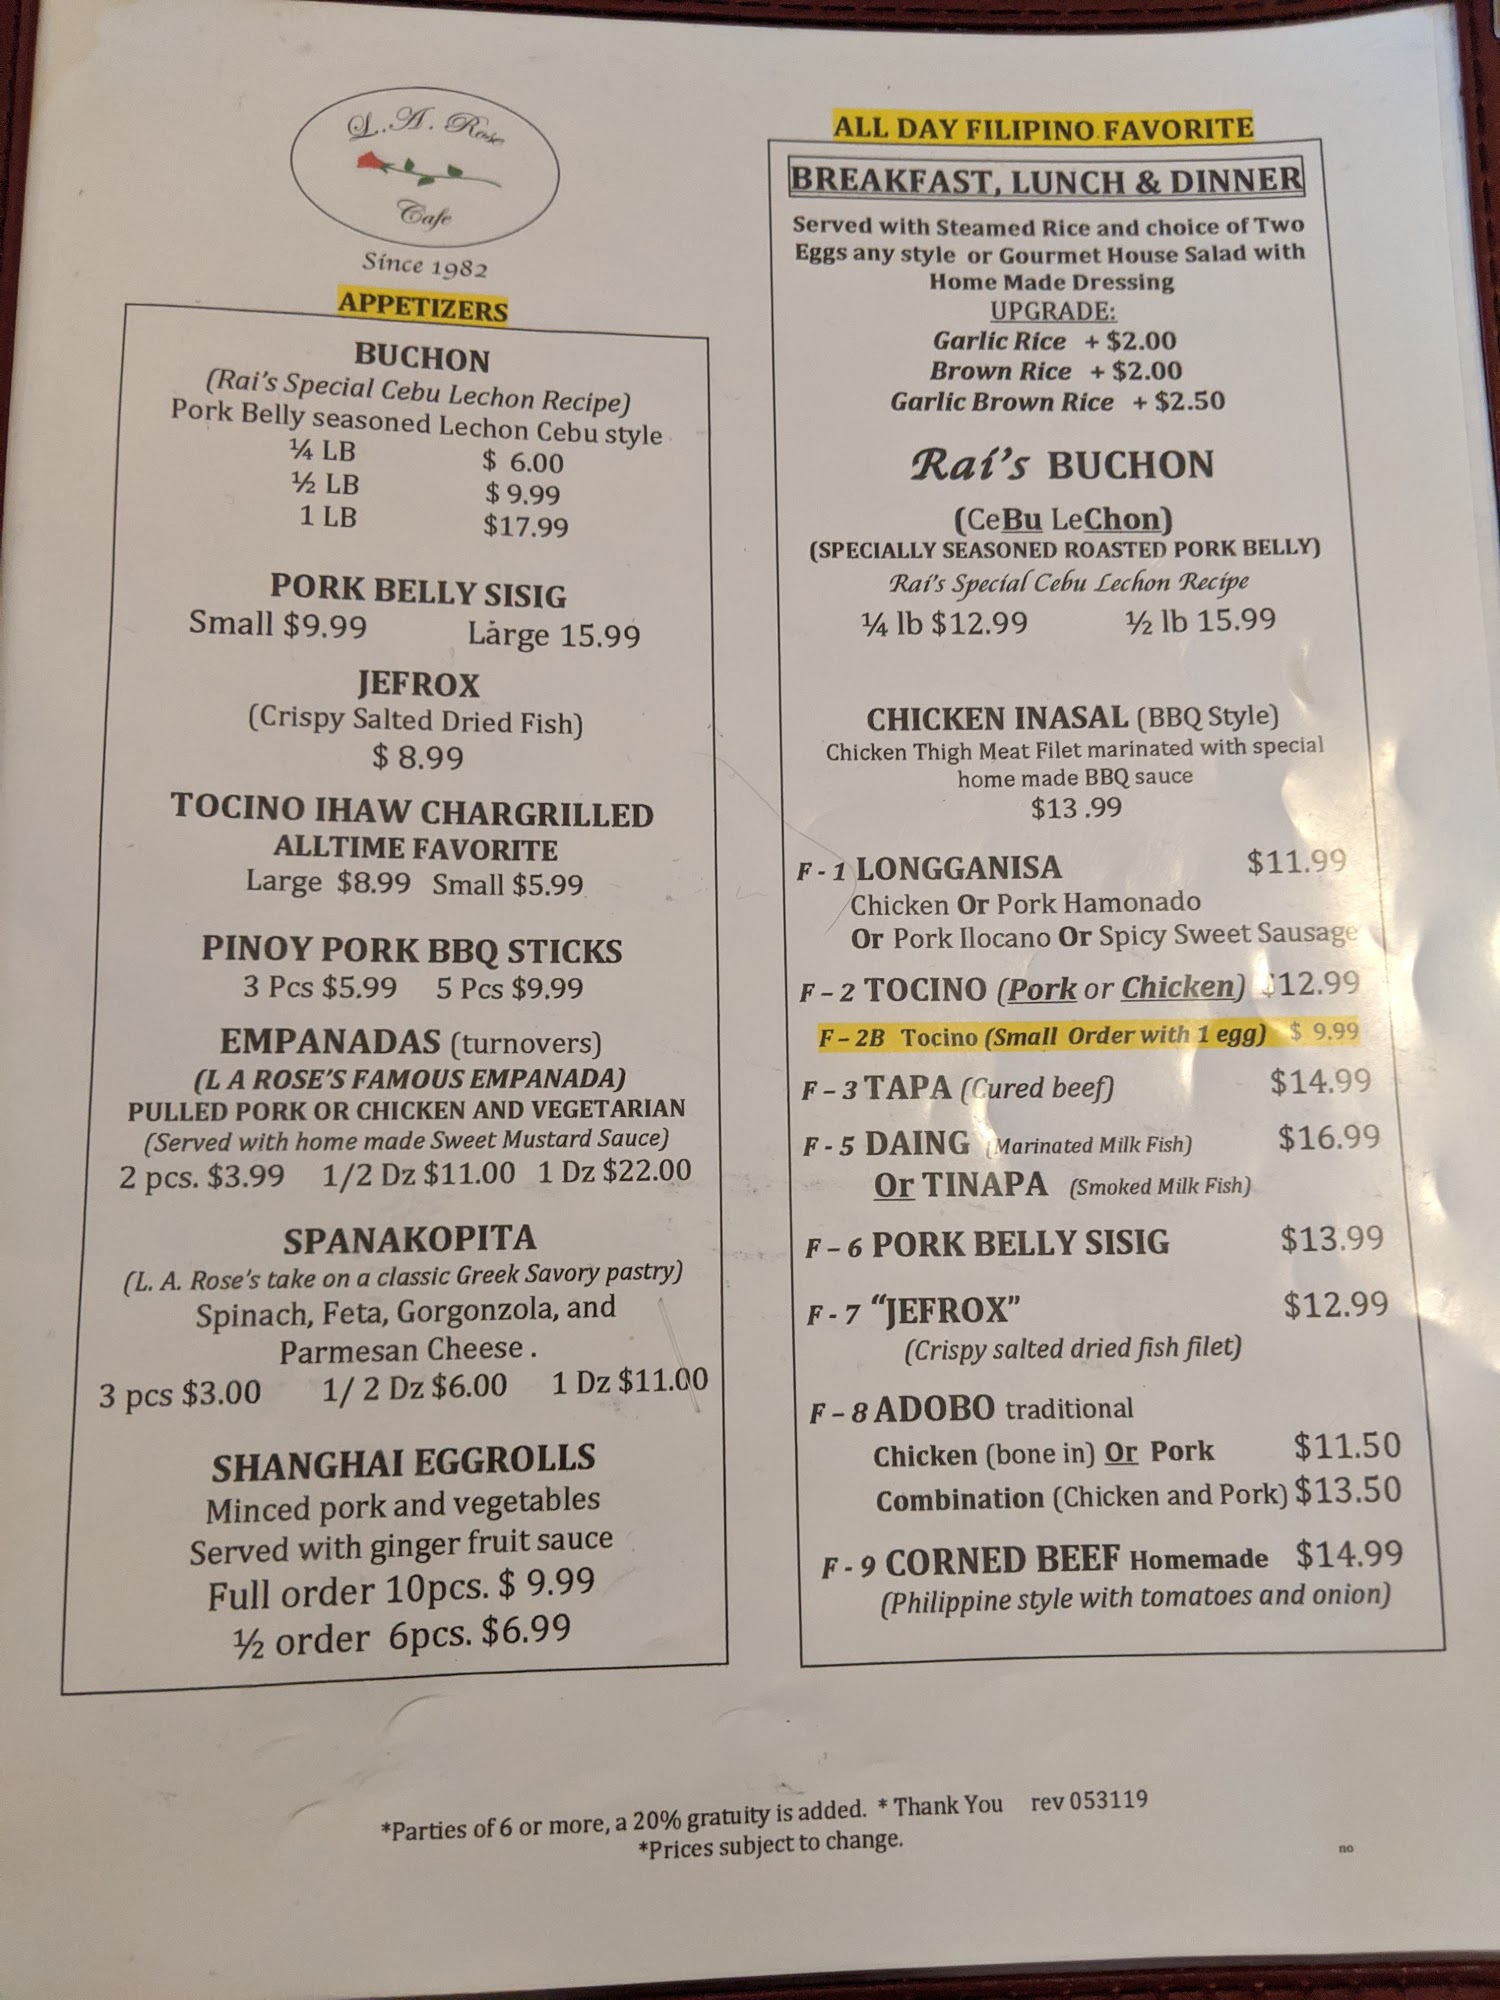 L.A. Rose
Cafe
Since 1982
APPETIZERS
BUCHON
(Rai's Special Cebu Lechon Recipe)
Pork Belly seasoned Lechon Cebu style
¼ LB $ 6.00
½ LB $ 9.99
1 LB $17.99
PORK BELLY SISIG
Small $9.99 Large 15.99
JEFROX
(Crispy Salted Dried Fish)
$ 8.99
TOCINO IHAW CHARGRILLED
ALLTIME FAVORITE
Large $8.99 Small $5.99
PINOY PORK BBQ STICKS
3 Pcs $5.99 5 Pcs $9.99
EMPANADAS (turnovers)
(L A ROSE'S FAMOUS EMPANADA)
PULLED PORK OR CHICKEN AND VEGETARIAN
(Served with home made Sweet Mustard Sauce)
2 pcs. $3.99 1/2 Dz $11.00 1 Dz $22.00
SPANAKOPITA
(L. A. Rose's take on a classic Greek Savory pastry)
Spinach, Feta, Gorgonzola, and
Parmesan Cheese .
3 pcs $3.00 1/ 2 Dz $6.00 1 Dz $11.00
SHANGHAI EGGROLLS
Minced pork and vegetables
Served with ginger fruit sauce
Full order 10pcs. $ 9.99
½ order 6pcs. $6.99
ALL DAY FILIPINO FAVORITE
BREAKFAST, LUNCH & DINNER
Served with Steamed Rice and choice of Two
Eggs any style or Gourmet House Salad with
Home Made Dressing
UPGRADE:
Garlic Rice + $2.00
Brown Rice + $2.00
Garlic Brown Rice + $2.50
Rai's BUCHON
(CeBu LeChon)
(SPECIALLY SEASONED ROASTED PORK BELLY)
Rai's Special Cebu Lechon Recipe
¼ lb $12.99 ½ lb 15.99
CHICKEN INASAL (BBQ Style)
Chicken Thigh Meat Filet marinated with special
home made BBQ sauce
$13.99
F - 1 LONGGANISA $11.99
Chicken Or Pork Hamonado
Or Pork Ilocano Or Spicy Sweet Sausage
F – 2 TOCINO (Pork or Chicken) $12.99
F – 2B Tocino (Small Order with 1 egg) $ 9.99
F – 3 TAPA (Cured beef) $14.99
F - 5 DAING (Marinated Milk Fish) $16.99
Or TINAPA (Smoked Milk Fish)
F – 6 PORK BELLY SISIG $13.99
F - 7 "JEFROX" $12.99
(Crispy salted dried fish filet)
F – 8 ADOBO traditional
Chicken (bone in) Or Pork $11.50
Combination (Chicken and Pork) $13.50
F - 9 CORNED BEEF Homemade $14.99
(Philippine style with tomatoes and onion)
*Parties of 6 or more, a 20% gratuity is added. * Thank You rev 053119
*Prices subject to change.
no